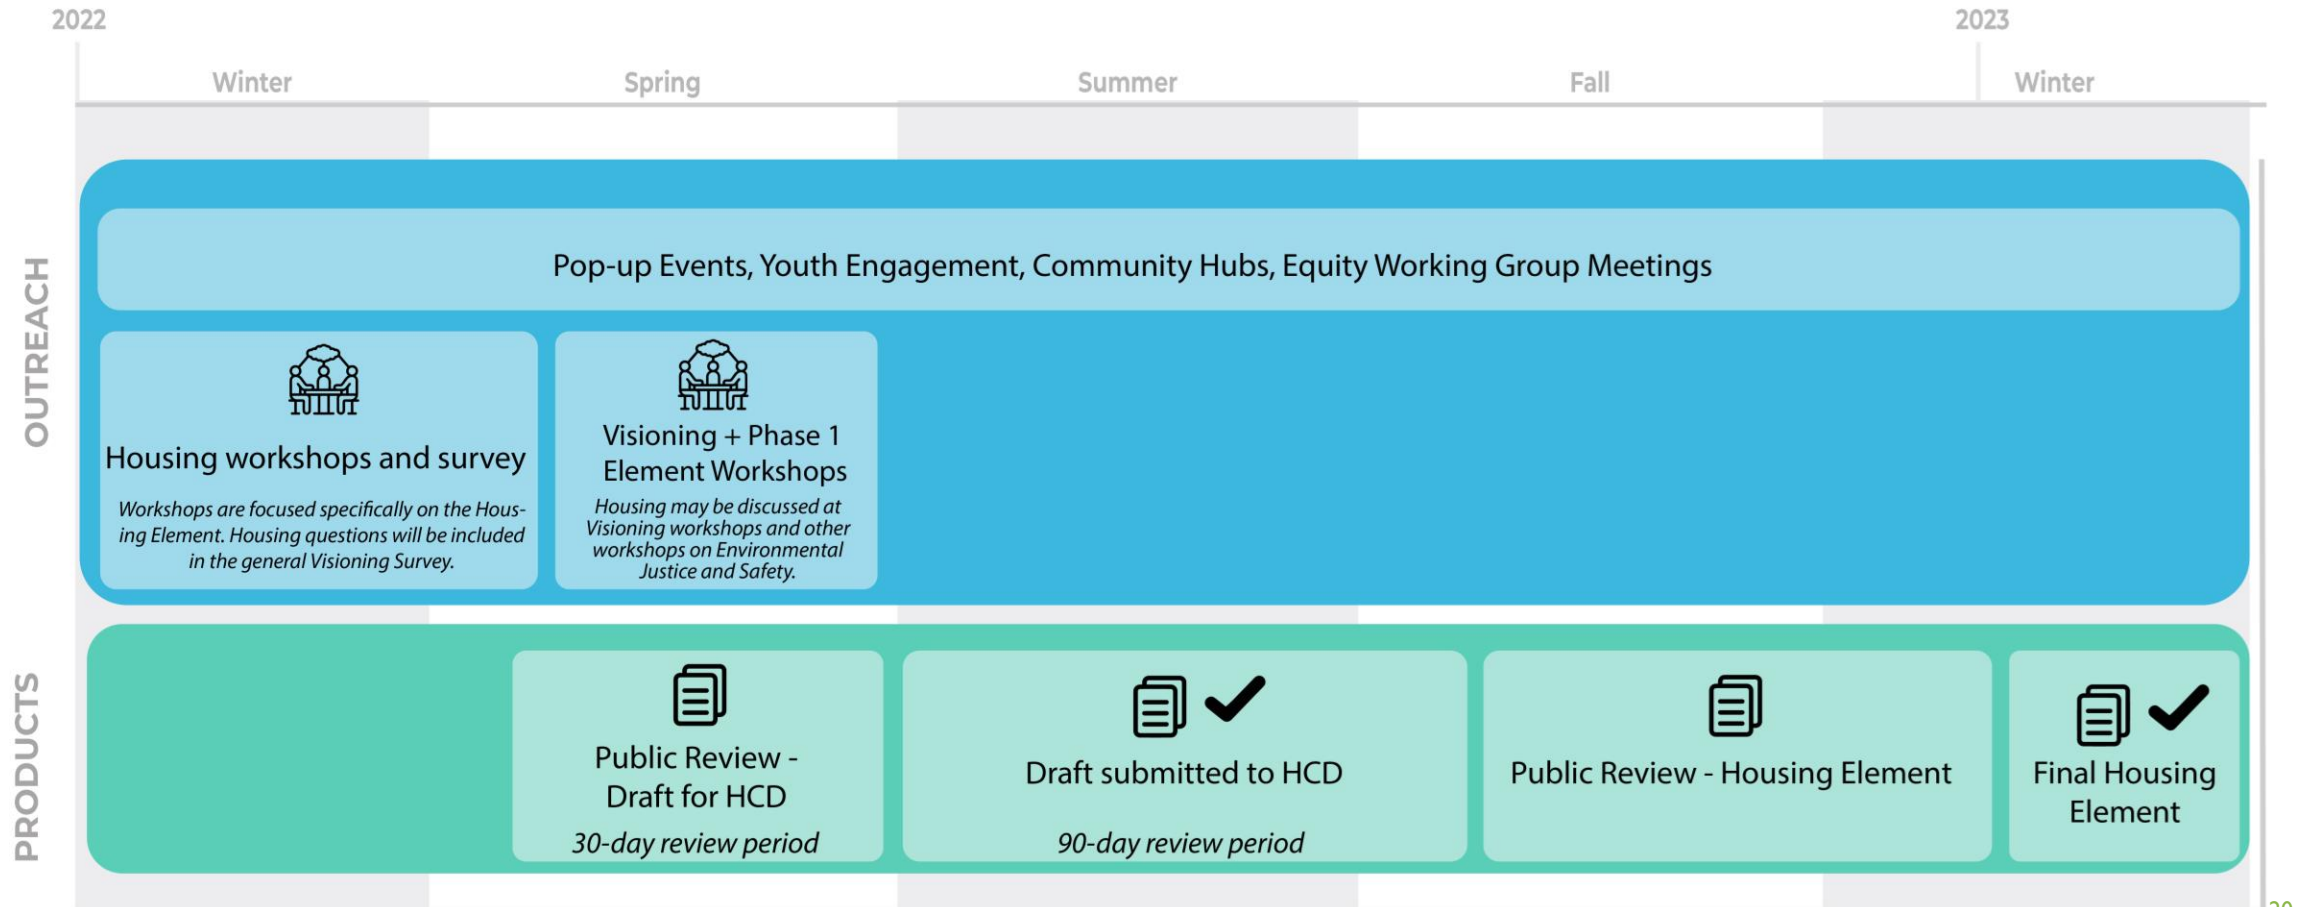 2022
2023
Winter
Spring
Summer
Fall
Winter
OUTREACH
Pop-up Events, Youth Engagement, Community Hubs, Equity Working Group Meetings
Housing workshops and survey
Workshops are focused specifically on the Hous-
ing Element. Housing questions will be included
in the general Visioning Survey.
Visioning + Phase 1
Element Workshops
Housing may be discussed at
Visioning workshops and other
workshops on Environmental
Justice and Safety.
PRODUCTS
Public Review -
Draft for HCD
30-day review period
Draft submitted to HCD
90-day review period
Public Review - Housing Element
Final Housing
Element